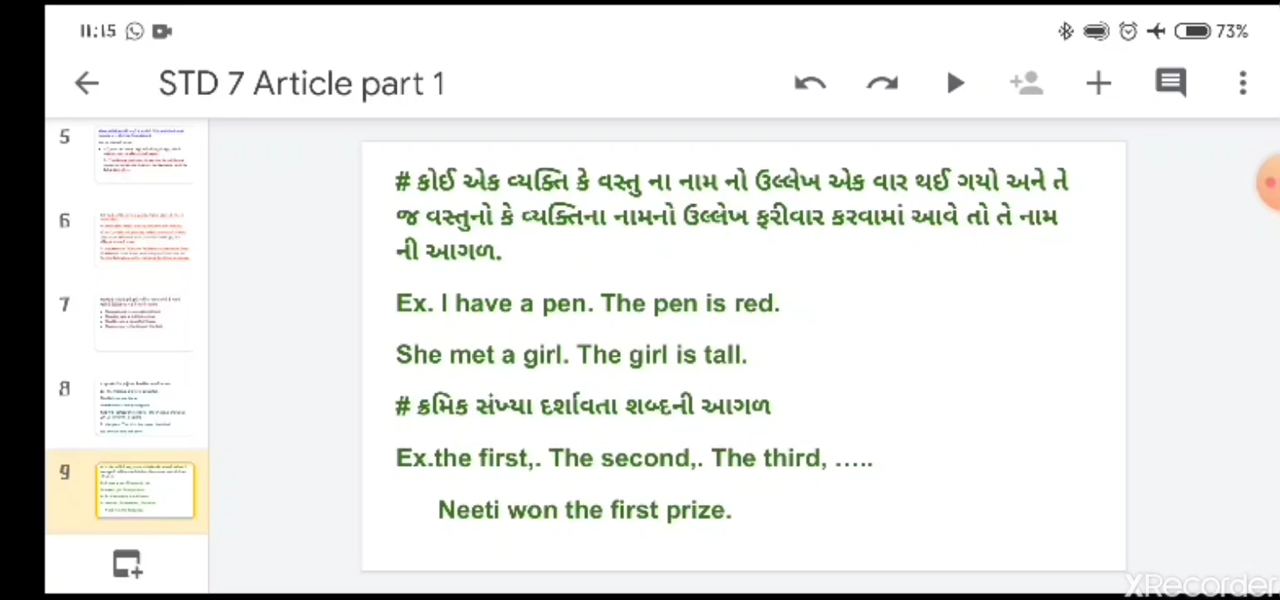 11:15
73%
STD 7 Article part 1
5
6
7
8
9
# કોઈ એક વ્યક્તિ કે વસ્તુ ના નામ નો ઉલ્લેખ એક વાર થઈ ગયો અને તે
જ વસ્તુનો કે વ્યક્તિના નામનો ઉલ્લેખ ફરીવાર કરવામાં આવે તો તે નામ
ની આગળ.
Ex. I have a pen. The pen is red.
She met a girl. The girl is tall.
# ક્રમિક સંખ્યા દર્શાવતા શબ્દની આગળ
Ex.the first,. The second,. The third, .....
Neeti won the first prize.
XRecorder